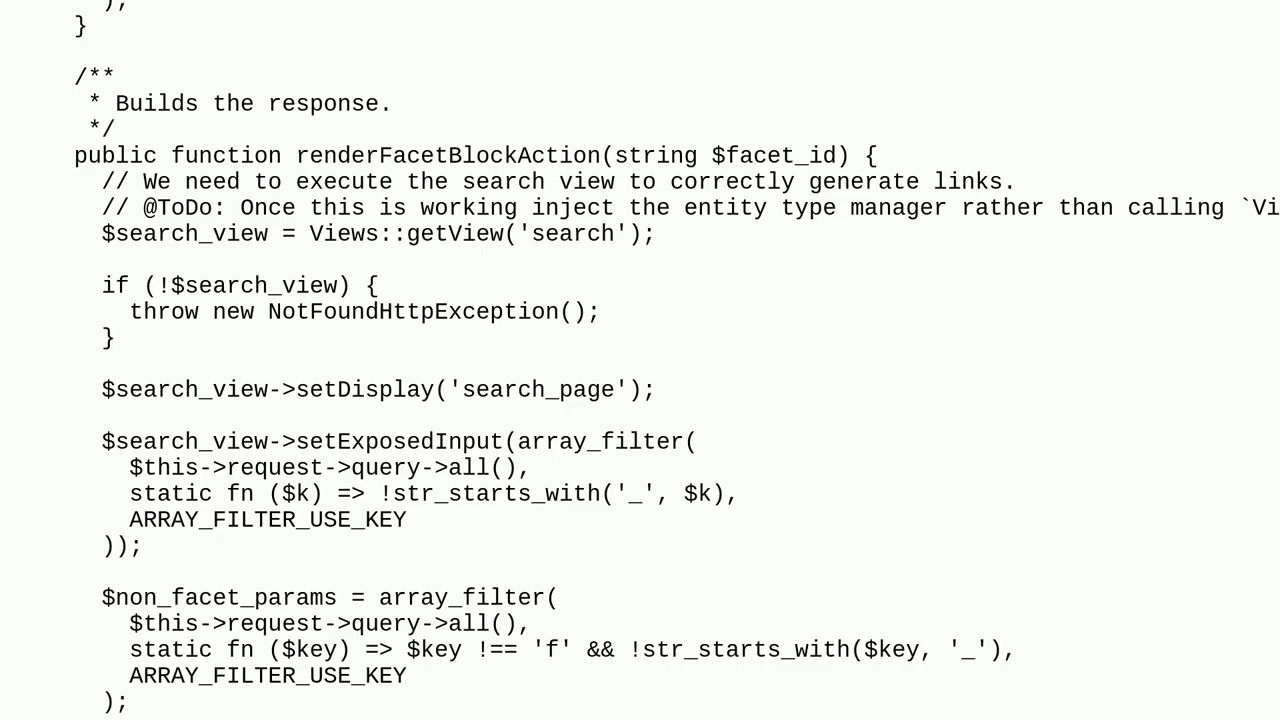 );
}
/**
 * Builds the response.
 */
public function renderFacetBlockAction(string $facet_id) {
// We need to execute the search view to correctly generate links.
// @ToDo: Once this is working inject the entity type manager rather than calling `Vi
$search_view = Views::getView('search');
if (!$search_view) {
throw new NotFoundHttpException();
}
$search_view->setDisplay('search_page');
$search_view->setExposedInput(array_filter(
$this->request->query->all(),
static fn ($k) => !str_starts_with('_', $k),
ARRAY_FILTER_USE_KEY
));
$non_facet_params = array_filter(
$this->request->query->all(),
static fn ($key) => $key !== 'f' && !str_starts_with($key, '_'),
ARRAY_FILTER_USE_KEY
);